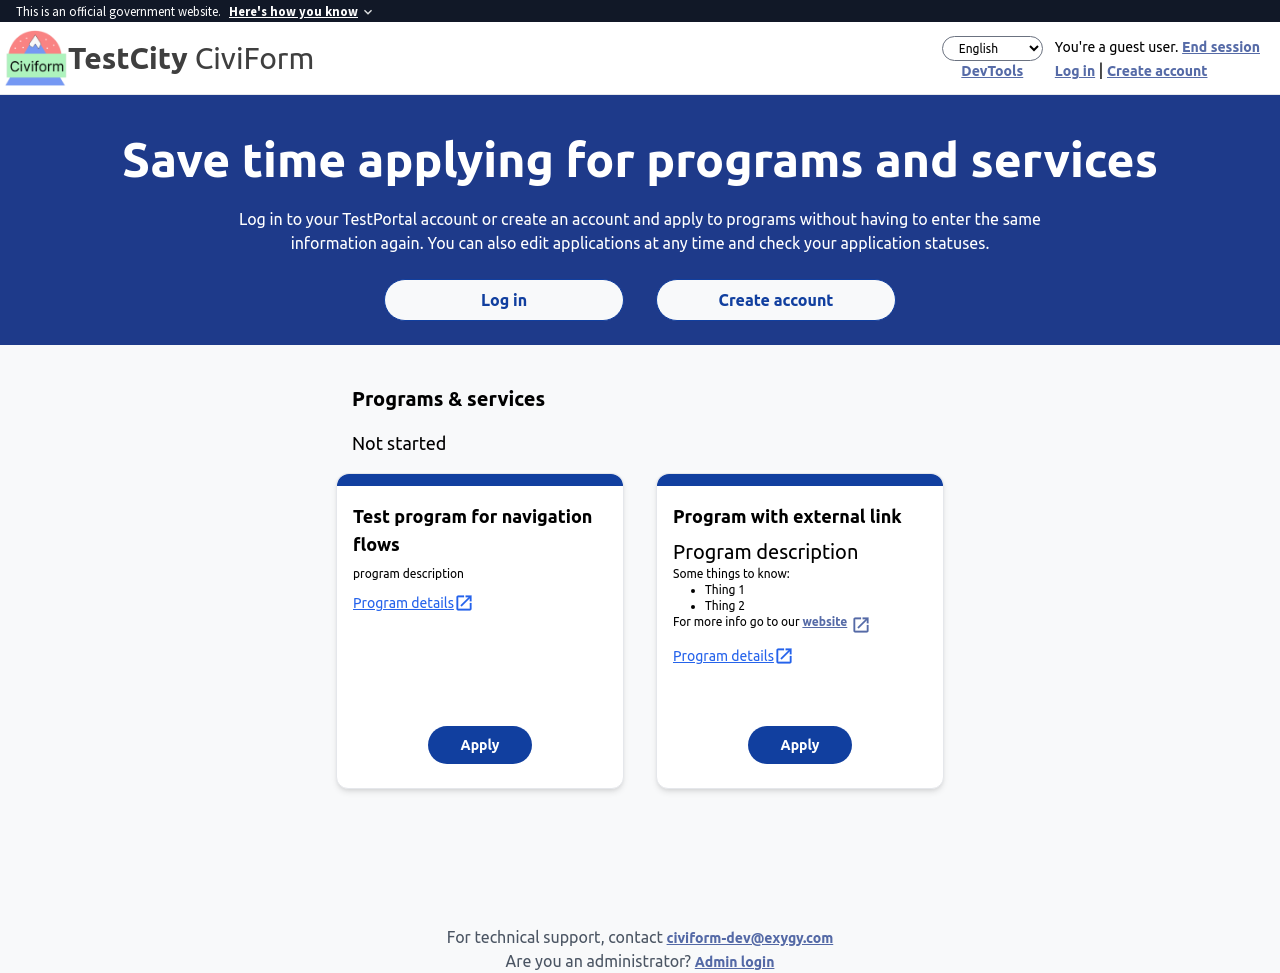 This is an official government website. Here's how you know
Civiform
TestCity CiviForm
English
You're a guest user. End session
DevTools
Log in | Create account
Save time applying for programs and services
Log in to your TestPortal account or create an account and apply to programs without having to enter the same
information again. You can also edit applications at any time and check your application statuses.
Log in
Create account
Programs & services
Not started
Test program for navigation
flows
program description
Program details
Apply
Program with external link
Program description
Some things to know:
Thing 1
Thing 2
For more info go to our website
Program details
Apply
For technical support, contact civiform-dev@exygy.com
Are you an administrator? Admin login